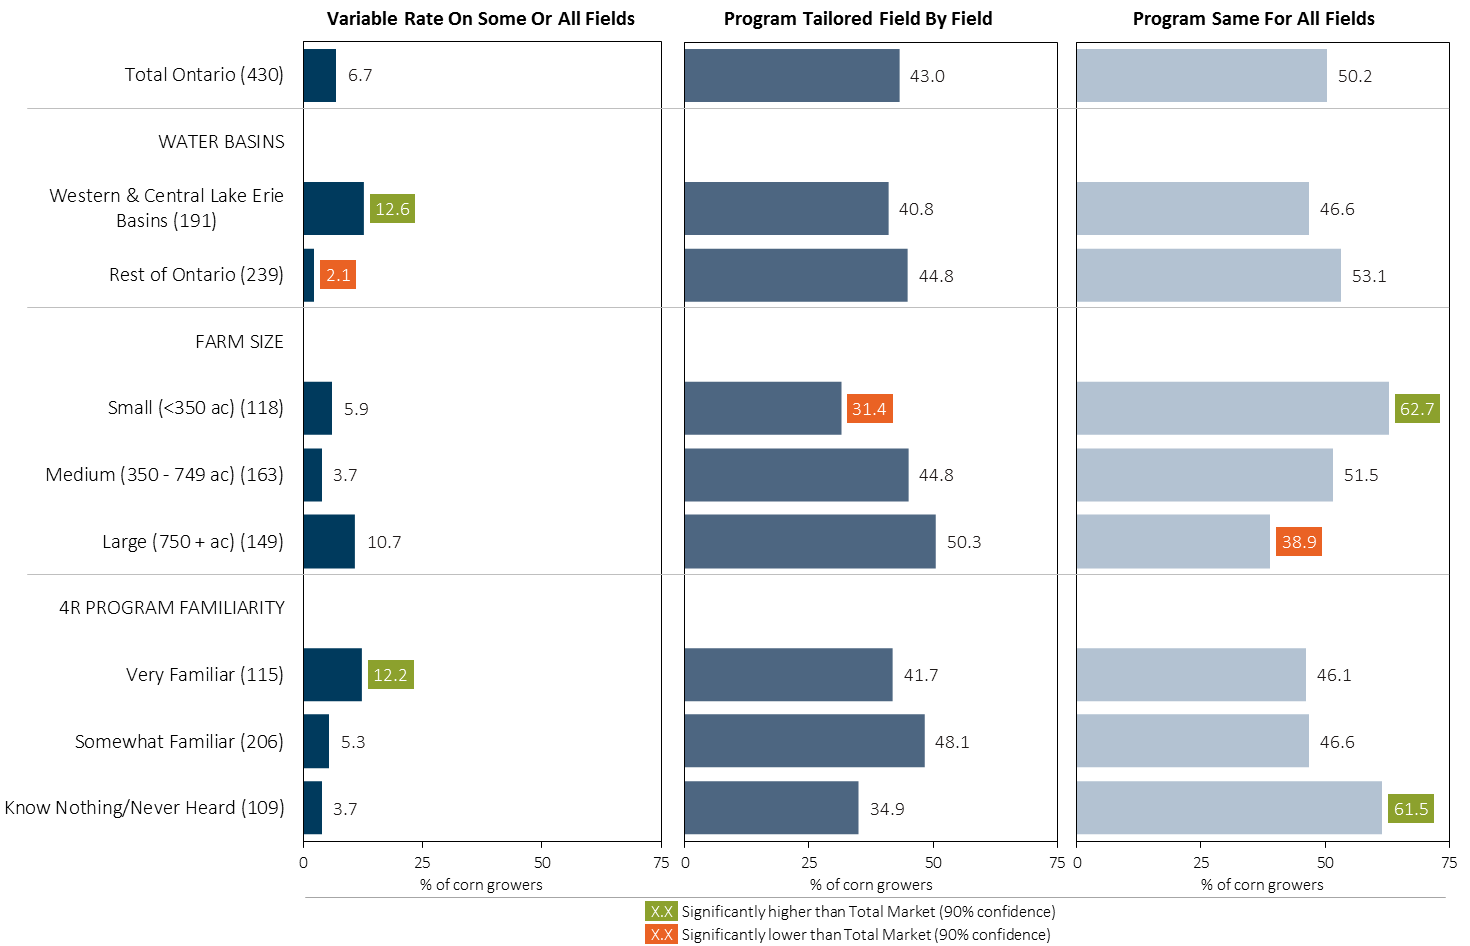 Variable Rate On Some Or All Fields
Program Tailored Field By Field
Program Same For All Fields
Total Ontario (430)
6.7
43.0
50.2
WATER BASINS
Western & Central Lake Erie
Basins (191)
12.6
40.8
46.6
Rest of Ontario (239)
2.1
44.8
53.1
FARM SIZE
Small (<350 ac) (118)
5.9
31.4
62.7
Medium (350 - 749 ac) (163)
3.7
44.8
51.5
Large (750 + ac) (149)
10.7
50.3
38.9
4R PROGRAM FAMILIARITY
Very Familiar (115)
12.2
41.7
46.1
Somewhat Familiar (206)
5.3
48.1
46.6
Know Nothing/Never Heard (109)
3.7
34.9
61.5
0 25 50 75
0 25 50 75
0 25 50 75
% of corn growers
% of corn growers
% of corn growers
X.X Significantly higher than Total Market (90% confidence)
X.X Significantly lower than Total Market (90% confidence)